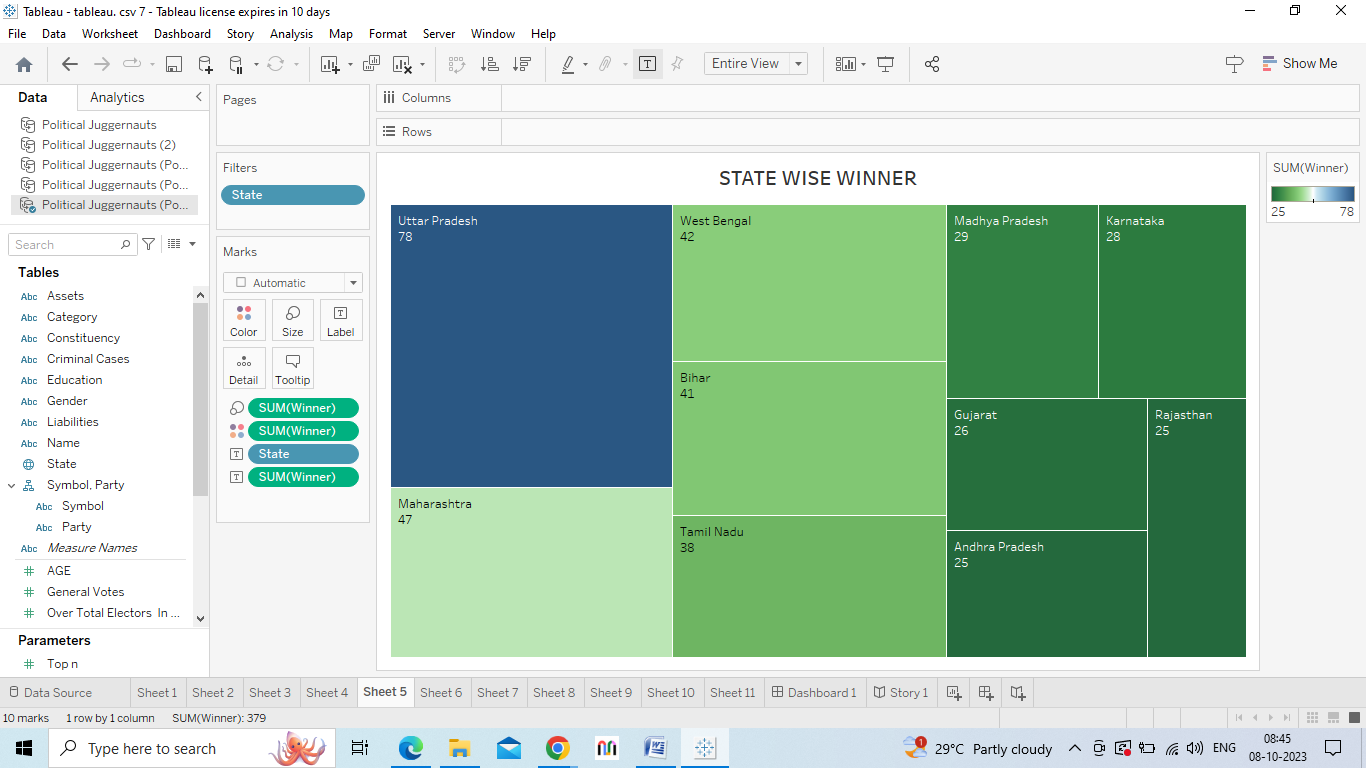 Tableau - tableau. csv 7 - Tableau license expires in 10 days
File Data Worksheet Dashboard Story Analysis Map Format Server Window Help
Entire View
Show Me
Data Analytics
Political Juggernauts
Political Juggernauts (2)
Political Juggernauts (Po...
Political Juggernauts (Po...
Political Juggernauts (Po...
Search
Tables
Abc Assets
Abc Category
Abc Constituency
Abc Criminal Cases
Abc Education
Abc Gender
Abc Liabilities
Abc Name
State
Symbol, Party
Abc Symbol
Abc Party
Abc Measure Names
# AGE
# General Votes
# Over Total Electors In ...
Parameters
# Top n
Pages
Filters
State
Marks
Automatic
Color Size Label
Detail Tooltip
SUM(Winner)
SUM(Winner)
State
SUM(Winner)
Columns
Rows
STATE WISE WINNER
Uttar Pradesh
78
Maharashtra
47
West Bengal
42
Bihar
41
Tamil Nadu
38
Madhya Pradesh
29
Karnataka
28
Gujarat
26
Rajasthan
25
Andhra Pradesh
25
SUM(Winner)
25 78
Data Source Sheet 1 Sheet 2 Sheet 3 Sheet 4 Sheet 5 Sheet 6 Sheet 7 Sheet 8 Sheet 9 Sheet 10 Sheet 11 Dashboard 1 Story 1
10 marks 1 row by 1 column SUM(Winner): 379
Type here to search
1 29°C Partly cloudy ENG
08:45
08-10-2023